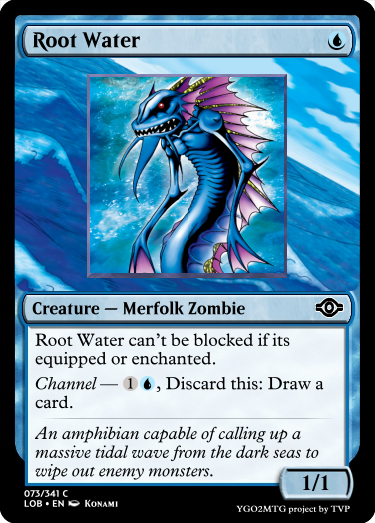 Root Water
Creature — Merfolk Zombie
Root Water can't be blocked if its
equipped or enchanted.
Channel — 1, Discard this: Draw a
card.
An amphibian capable of calling up a
massive tidal wave from the dark seas to
wipe out enemy monsters.
1/1
073/341 C
LOB • EN Konami
YGO2MTG project by TVP